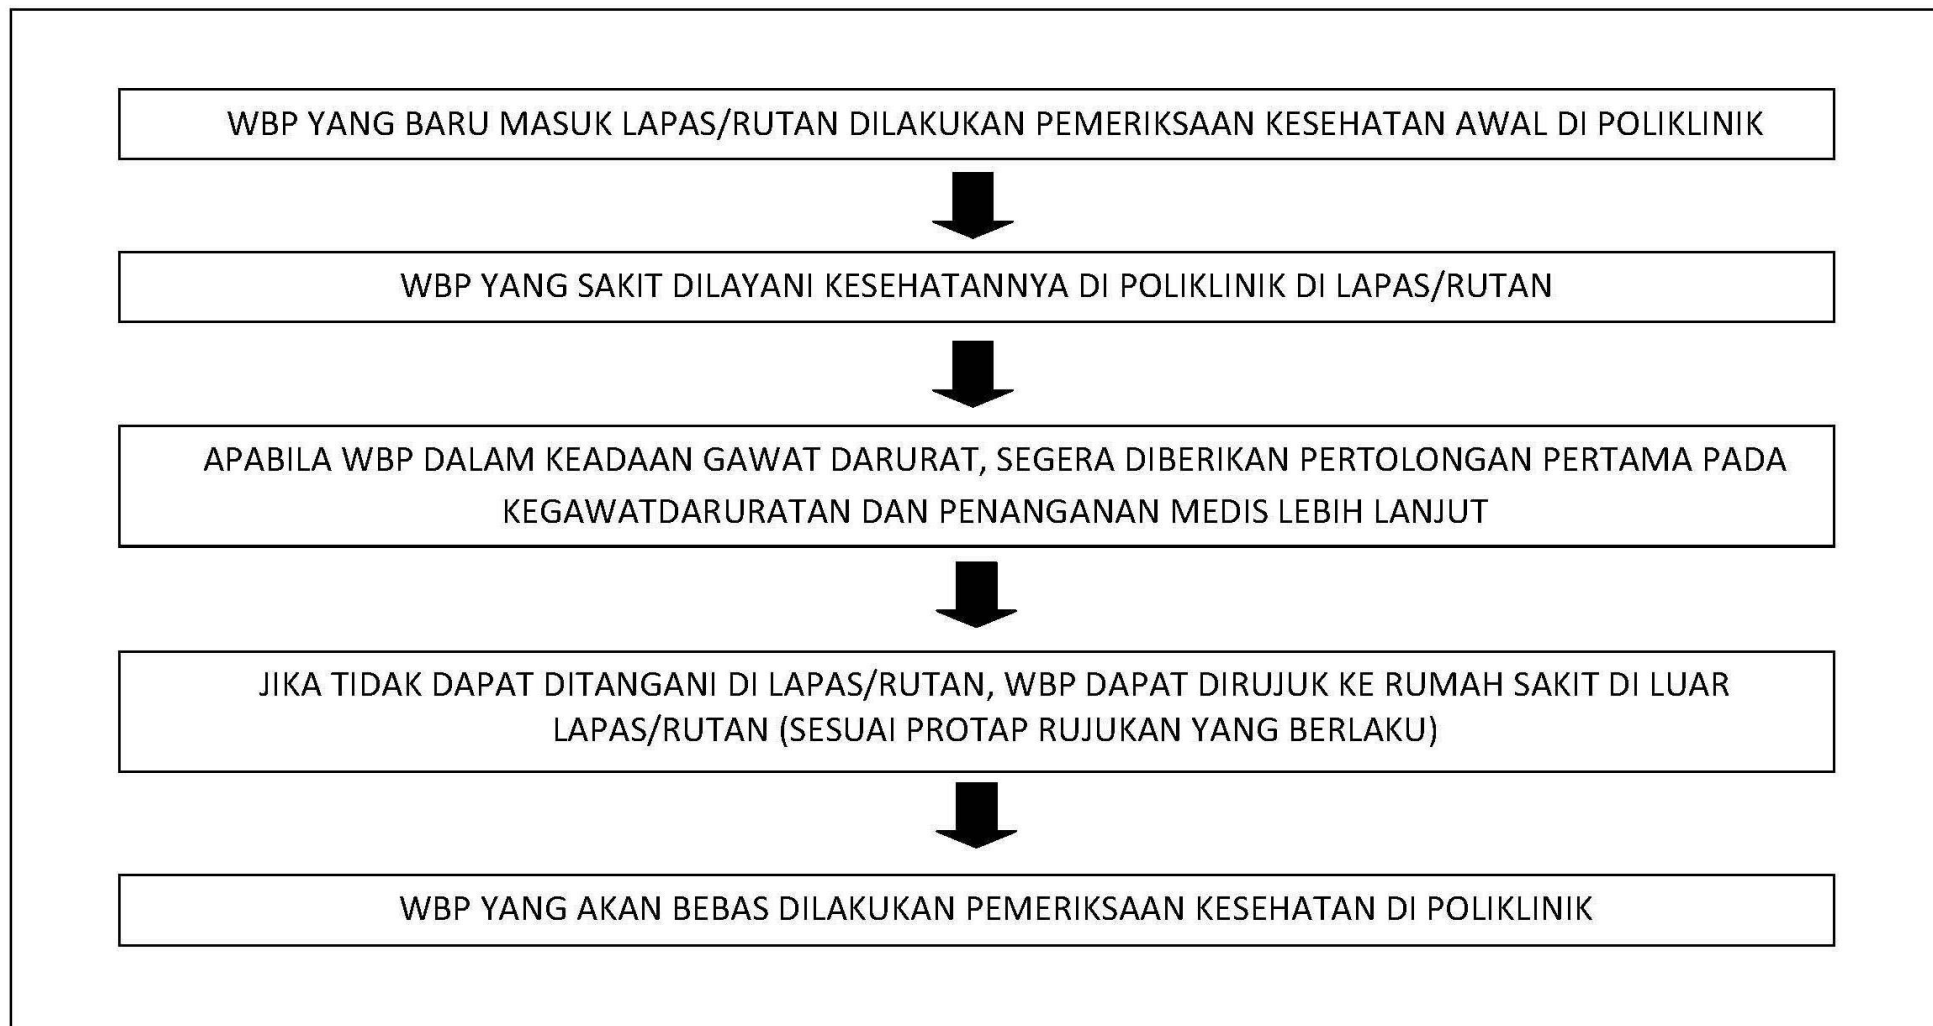 WBP YANG BARU MASUK LAPAS/RUTAN DILAKUKAN PEMERIKSAAN KESEHATAN AWAL DI POLIKLINIK
WBP YANG SAKIT DILAYANI KESEHATANNYA DI POLIKLINIK DI LAPAS/RUTAN
APABILA WBP DALAM KEADAAN GAWAT DARURAT, SEGERA DIBERIKAN PERTOLONGAN PERTAMA PADA
KEGAWATDARURATAN DAN PENANGANAN MEDIS LEBIH LANJUT
JIKA TIDAK DAPAT DITANGANI DI LAPAS/RUTAN, WBP DAPAT DIRUJUK KE RUMAH SAKIT DI LUAR
LAPAS/RUTAN (SESUAI PROTAP RUJUKAN YANG BERLAKU)
WBP YANG AKAN BEBAS DILAKUKAN PEMERIKSAAN KESEHATAN DI POLIKLINIK